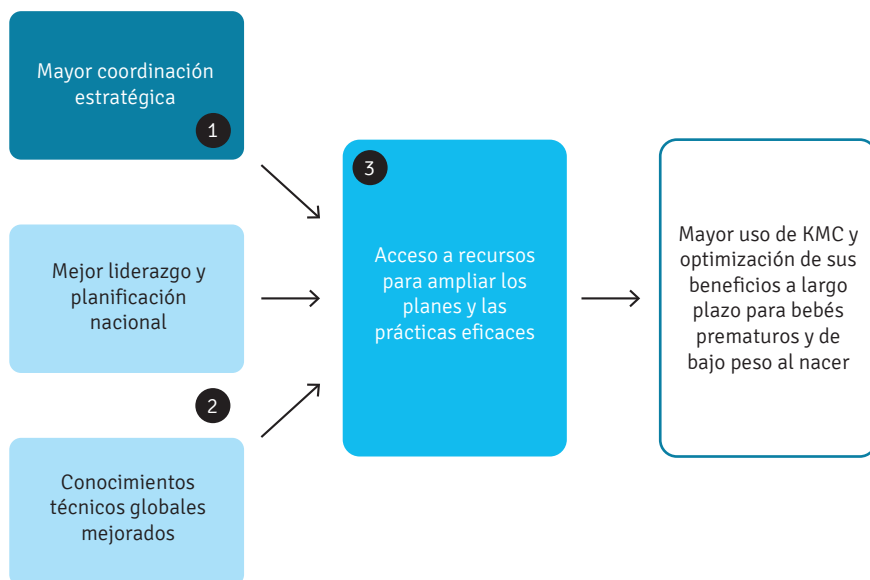 Mayor coordinación
estratégica
1
Mejor liderazgo y
planificación
nacional
2
Conocimientos
técnicos globales
mejorados
3
Acceso a recursos
para ampliar los
planes y las
prácticas eficaces
Mayor uso de KMC y
optimización de sus
beneficios a largo
plazo para bebés
prematuros y de
bajo peso al nacer